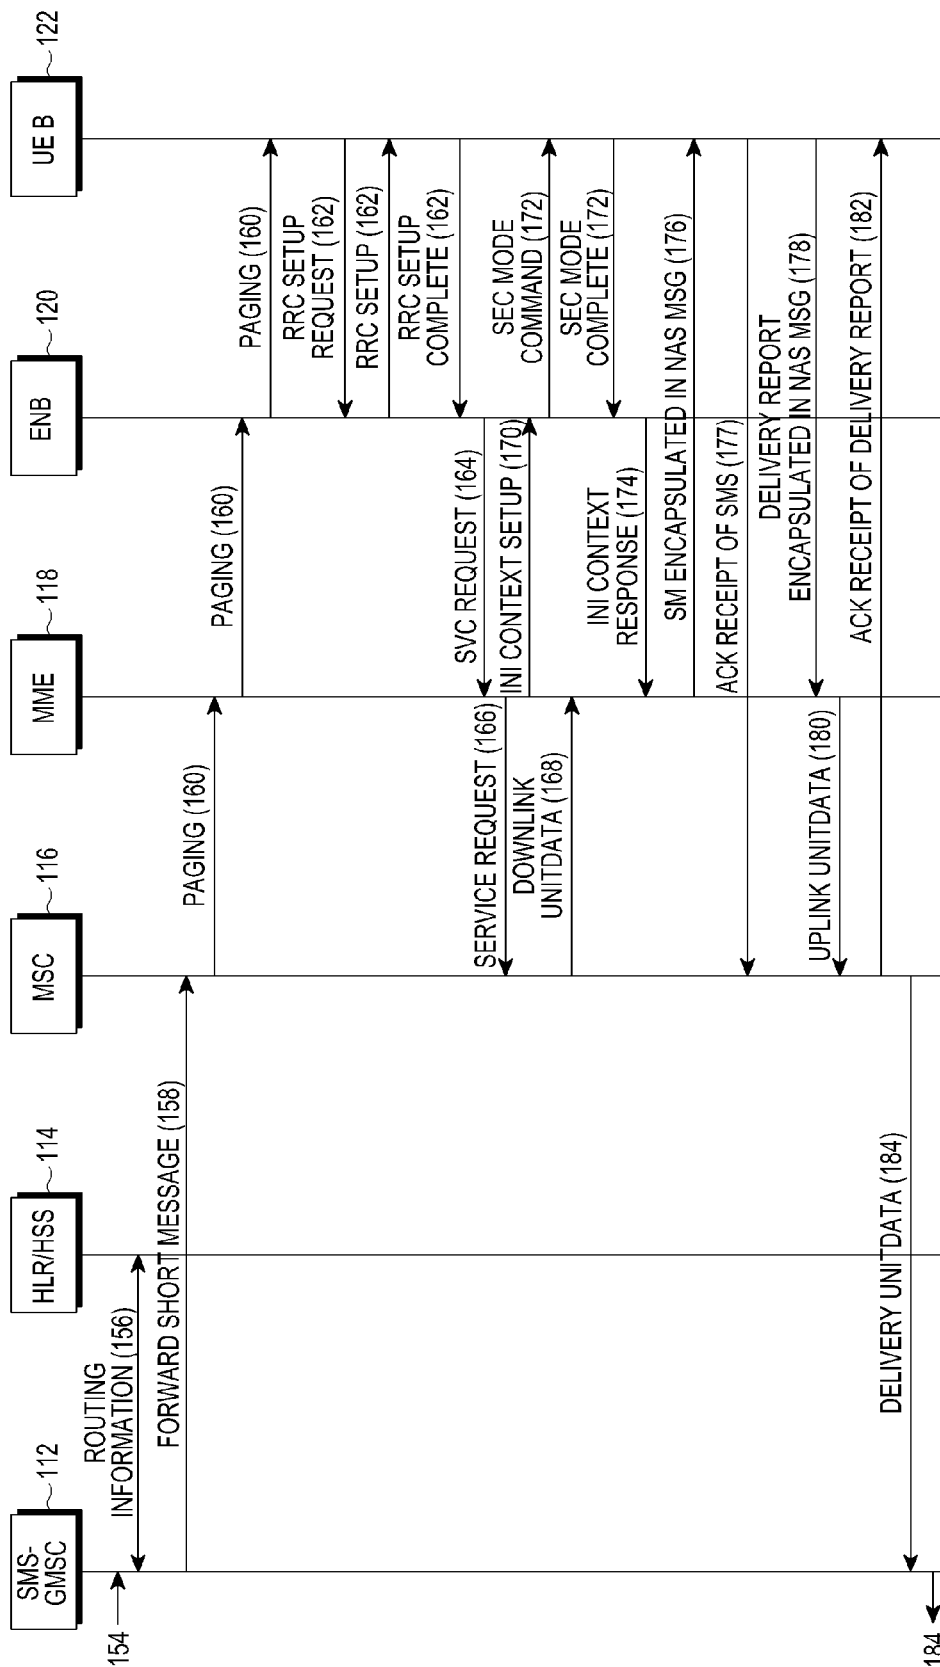 SMS-
GMSC
112
HLR/HSS
114
MSC
116
MME
118
ENB
120
UE B
122
154
ROUTING
INFORMATION (156)
FORWARD SHORT MESSAGE (158)
PAGING (160)
PAGING (160)
PAGING (160)
RRC SETUP
REQUEST (162)
RRC SETUP (162)
RRC SETUP
COMPLETE (162)
SVC REQUEST (164)
SERVICE REQUEST (166)
INI CONTEXT SETUP (170)
SEC MODE
COMMAND (172)
DOWNLINK
UNITDATA (168)
SEC MODE
COMPLETE (172)
INI CONTEXT
RESPONSE (174)
SM ENCAPSULATED IN NAS MSG (176)
ACK RECEIPT OF SMS (177)
DELIVERY REPORT
ENCAPSULATED IN NAS MSG (178)
UPLINK UNITDATA (180)
ACK RECEIPT OF DELIVERY REPORT (182)
DELIVERY UNITDATA (184)
184